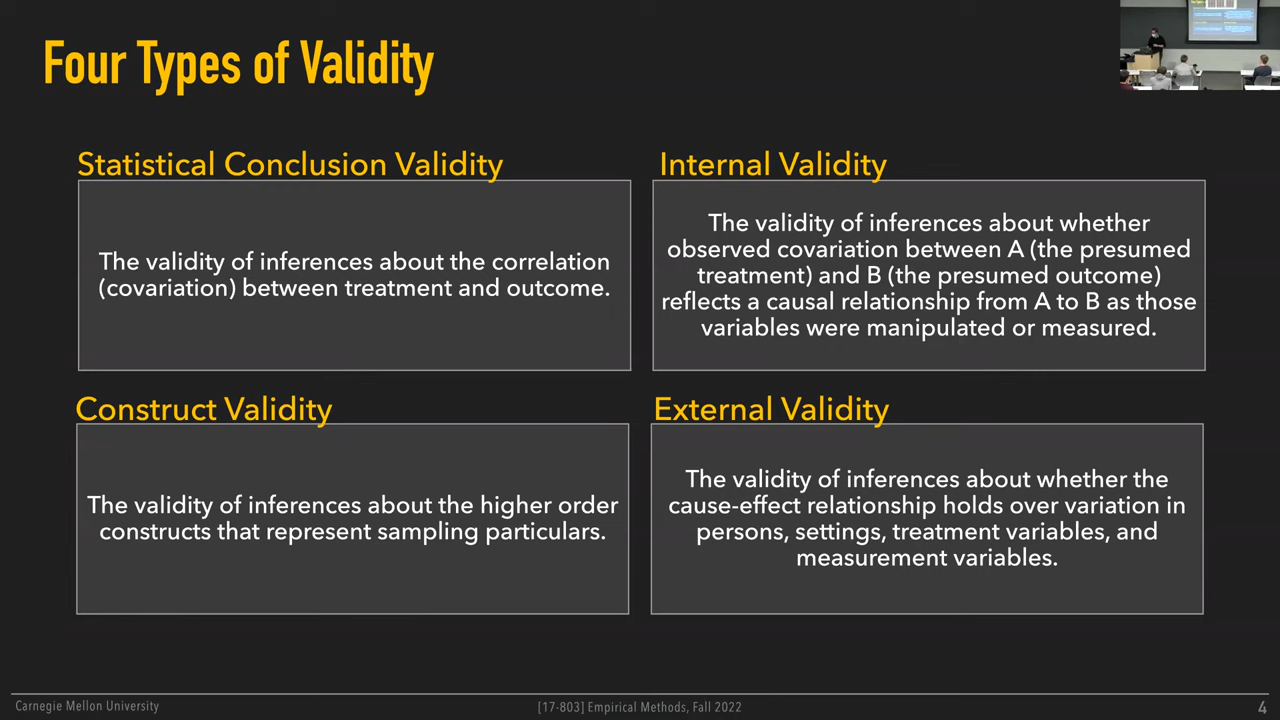 Four Types of Validity
Statistical Conclusion Validity
The validity of inferences about the correlation
(covariation) between treatment and outcome.
Internal Validity
The validity of inferences about whether
observed covariation between A (the presumed
treatment) and B (the presumed outcome)
reflects a causal relationship from A to B as those
variables were manipulated or measured.
Construct Validity
The validity of inferences about the higher order
constructs that represent sampling particulars.
External Validity
The validity of inferences about whether the
cause-effect relationship holds over variation in
persons, settings, treatment variables, and
measurement variables.
Carnegie Mellon University
[17-803] Empirical Methods, Fall 2022
4